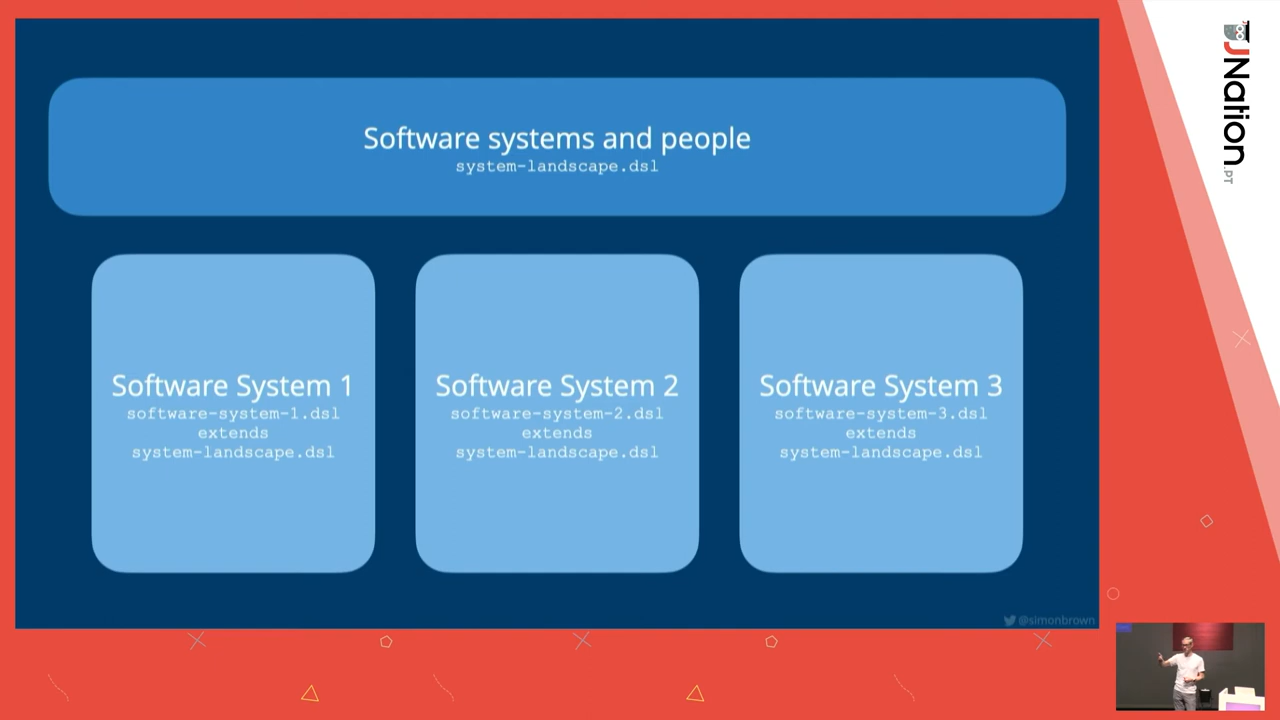 Software systems and people
system-landscape.dsl
Software System 1
software-system-1.dsl
extends
system-landscape.dsl
Software System 2
software-system-2.dsl
extends
system-landscape.dsl
Software System 3
software-system-3.dsl
extends
system-landscape.dsl
@simonbrown
JNation
.PT